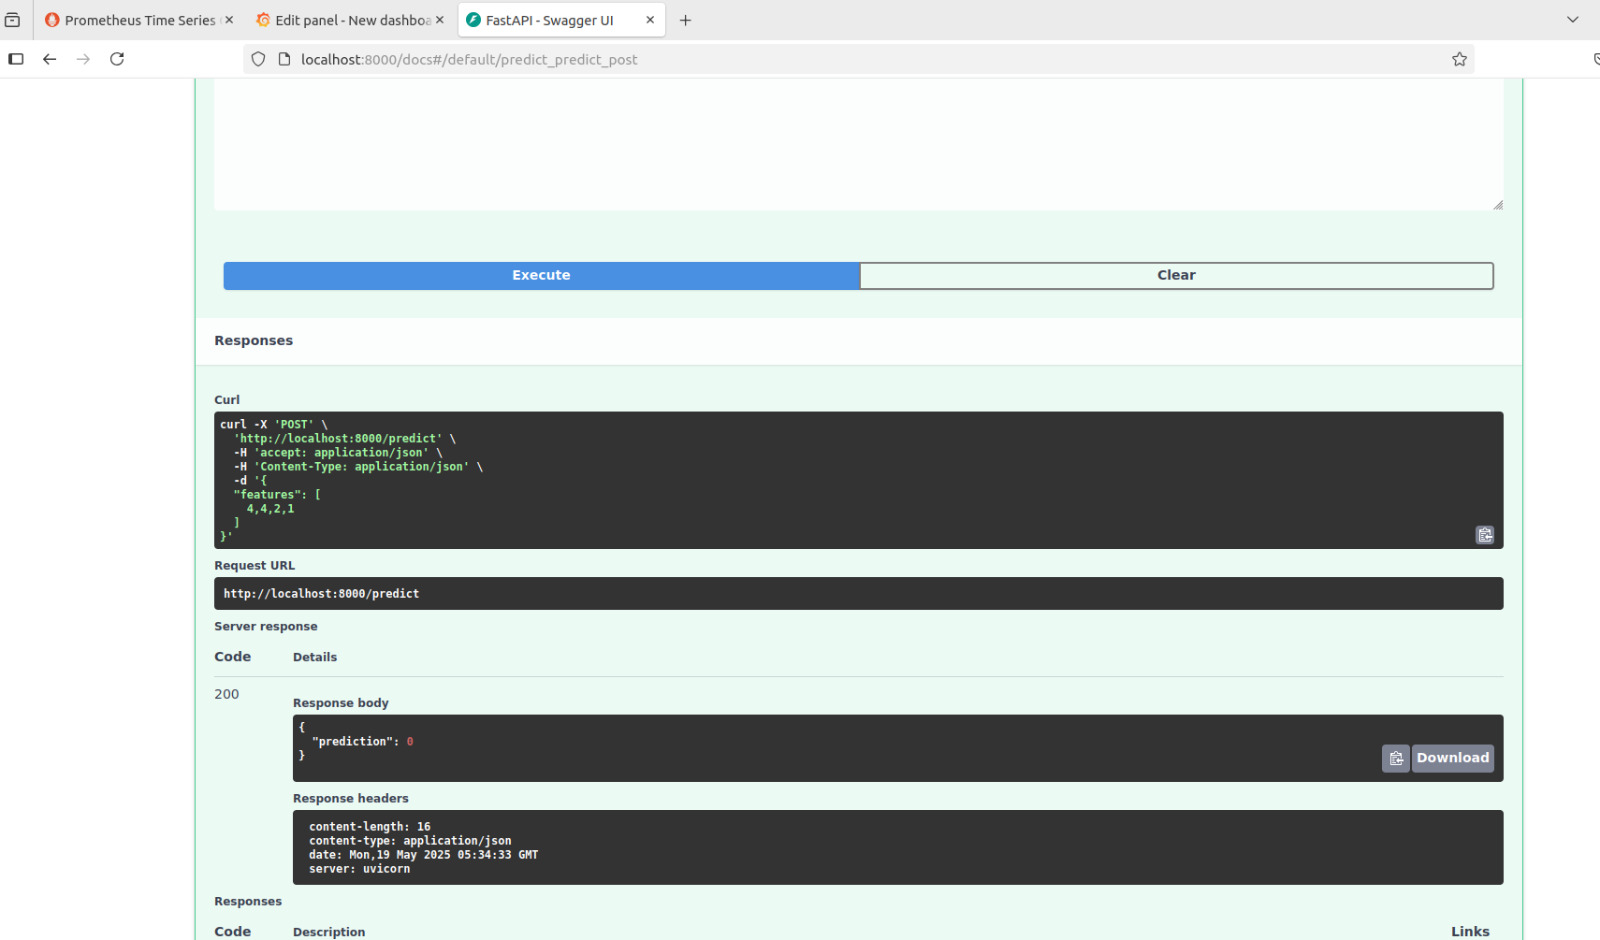 Prometheus Time Series
Edit panel - New dashboa
FastAPI - Swagger UI
localhost:8000/docs#/default/predict_predict_post
Execute
Clear
Responses
Curl
curl -X 'POST' \
'http://localhost:8000/predict' \
-H 'accept: application/json' \
-H 'Content-Type: application/json' \
-d '{
"features": [
4,4,2,1
]
}'
Request URL
http://localhost:8000/predict
Server response
Code Details
200
Response body
{
"prediction": 0
}
Download
Response headers
content-length: 16
content-type: application/json
date: Mon,19 May 2025 05:34:33 GMT
server: uvicorn
Responses
Code Description Links